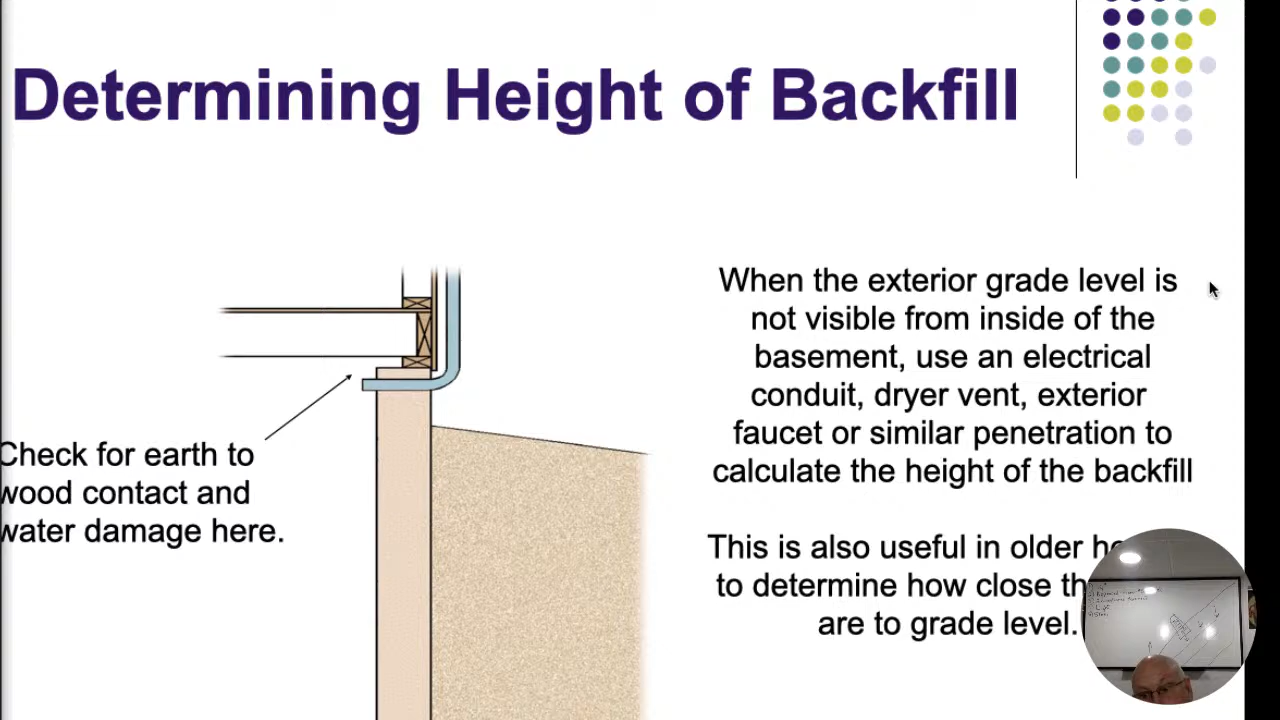 Determining Height of Backfill
When the exterior grade level is
not visible from inside of the
basement, use an electrical
conduit, dryer vent, exterior
faucet or similar penetration to
calculate the height of the backfill
Check for earth to
wood contact and
water damage here.
This is also useful in older
to determine how close
are to grade level.